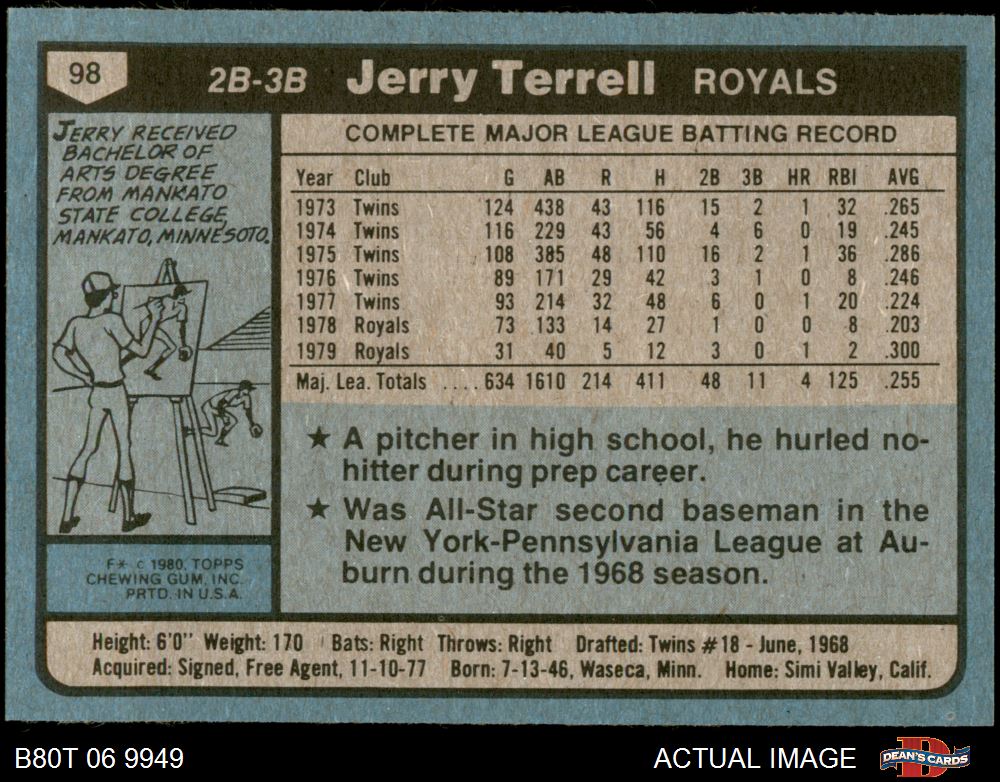 98
2B-3B Jerry Terrell ROYALS
JERRY RECEIVED
BACHELOR OF
ARTS DEGREE
FROM MANKATO
STATE COLLEGE,
MANKATO, MINNESOTA.
COMPLETE MAJOR LEAGUE BATTING RECORD
Year Club G AB R H 2B 3B HR RBI AVG
1973 Twins 124 438 43 116 15 2 1 32 .265
1974 Twins 116 229 43 56 4 6 0 19 .245
1975 Twins 108 385 48 110 16 2 1 36 .286
1976 Twins 89 171 29 42 3 1 0 8 .246
1977 Twins 93 214 32 48 6 0 1 20 .224
1978 Royals 73 133 14 27 1 0 0 8 .203
1979 Royals 31 40 5 12 3 0 1 2 .300
Maj. Lea. Totals .... 634 1610 214 411 48 11 4 125 .255
★ A pitcher in high school, he hurled no-
hitter during prep career.
★ Was All-Star second baseman in the
New York-Pennsylvania League at Au-
burn during the 1968 season.
F* © 1980, TOPPS
CHEWING GUM, INC.
PRTD. IN U.S.A.
Height: 6'0" Weight: 170 Bats: Right Throws: Right Drafted: Twins #18 - June, 1968
Acquired: Signed, Free Agent, 11-10-77 Born: 7-13-46, Waseca, Minn. Home: Simi Valley, Calif.
B80T 06 9949 ACTUAL IMAGE DEAN'S CARDS